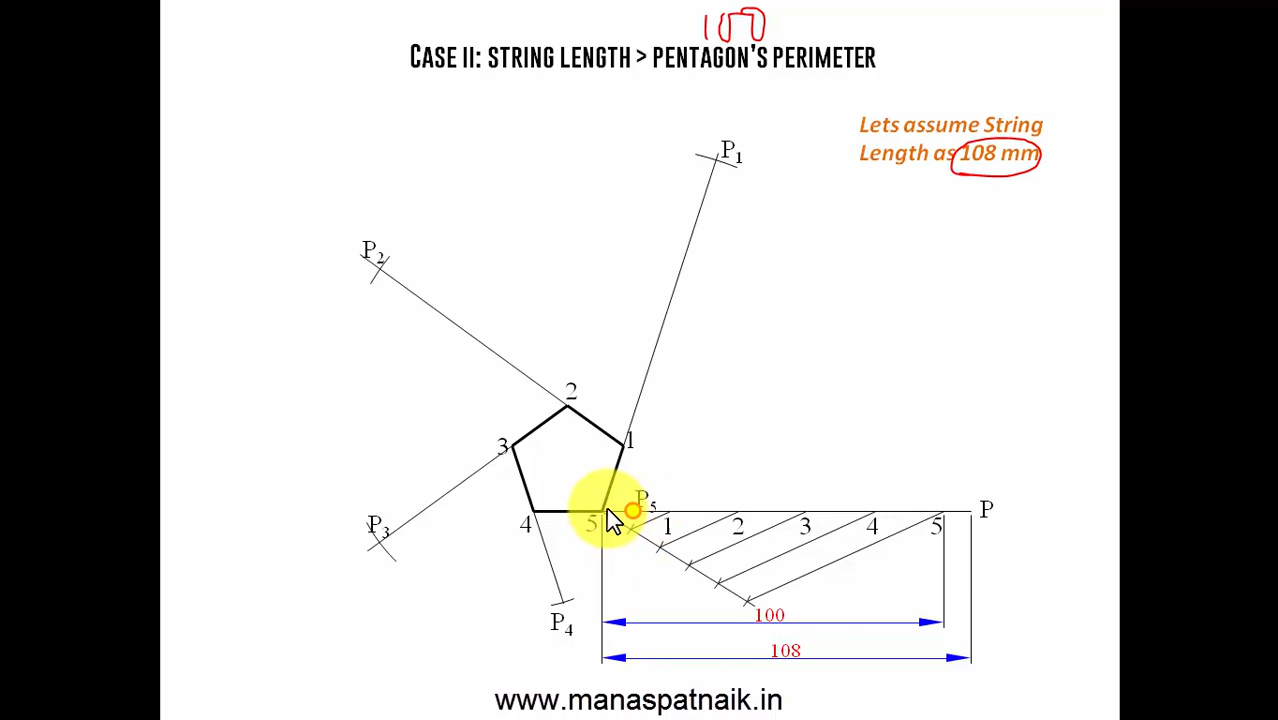 100
CASE II: STRING LENGTH > PENTAGON'S PERIMETER
Lets assume String
Length as 108 mm
P1
P2
2
3
1
P5
P
4
5
1
2
3
4
5
P3
P4
100
108
www.manaspatnaik.in